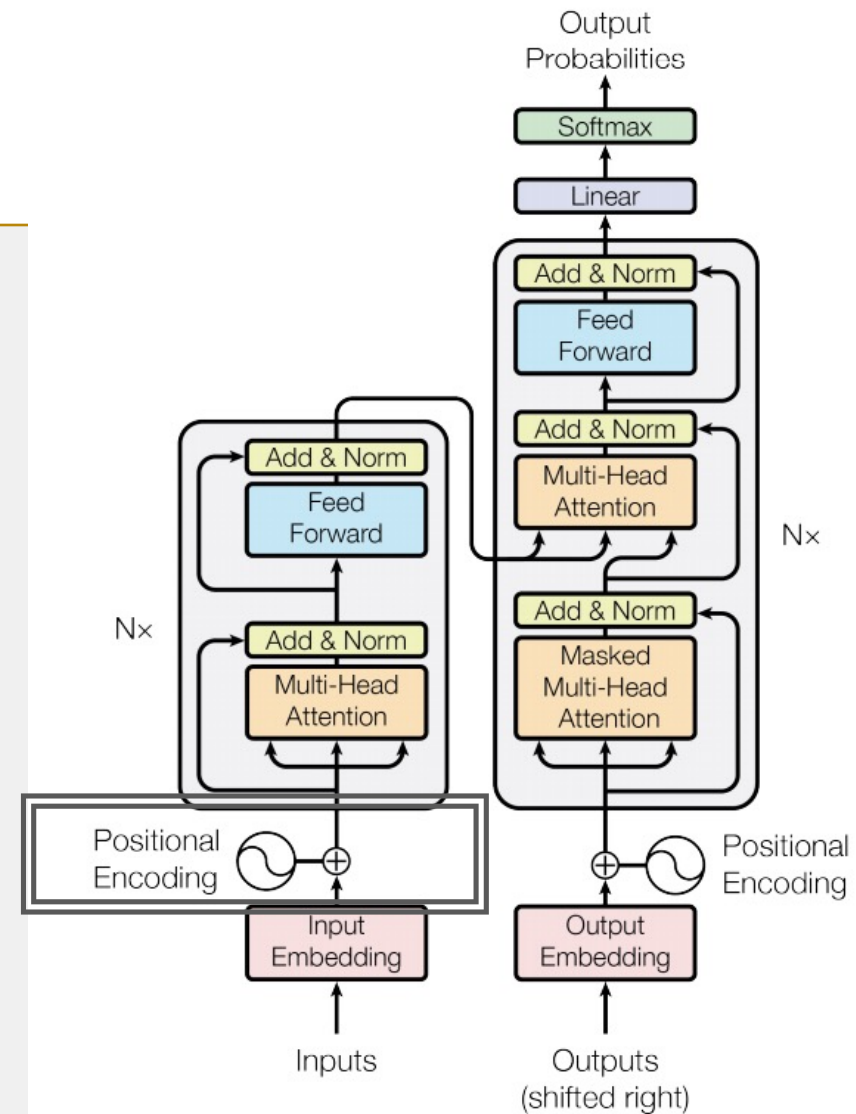 Output
Probabilities
Softmax
Linear
Add & Norm
Feed
Forward
Add & Norm
Multi-Head
Attention
Nx
Add & Norm
Masked
Multi-Head
Attention
Add & Norm
Feed
Forward
Nx
Add & Norm
Multi-Head
Attention
Positional
Encoding
Positional
Encoding
Input
Embedding
Output
Embedding
Inputs
Outputs
(shifted right)